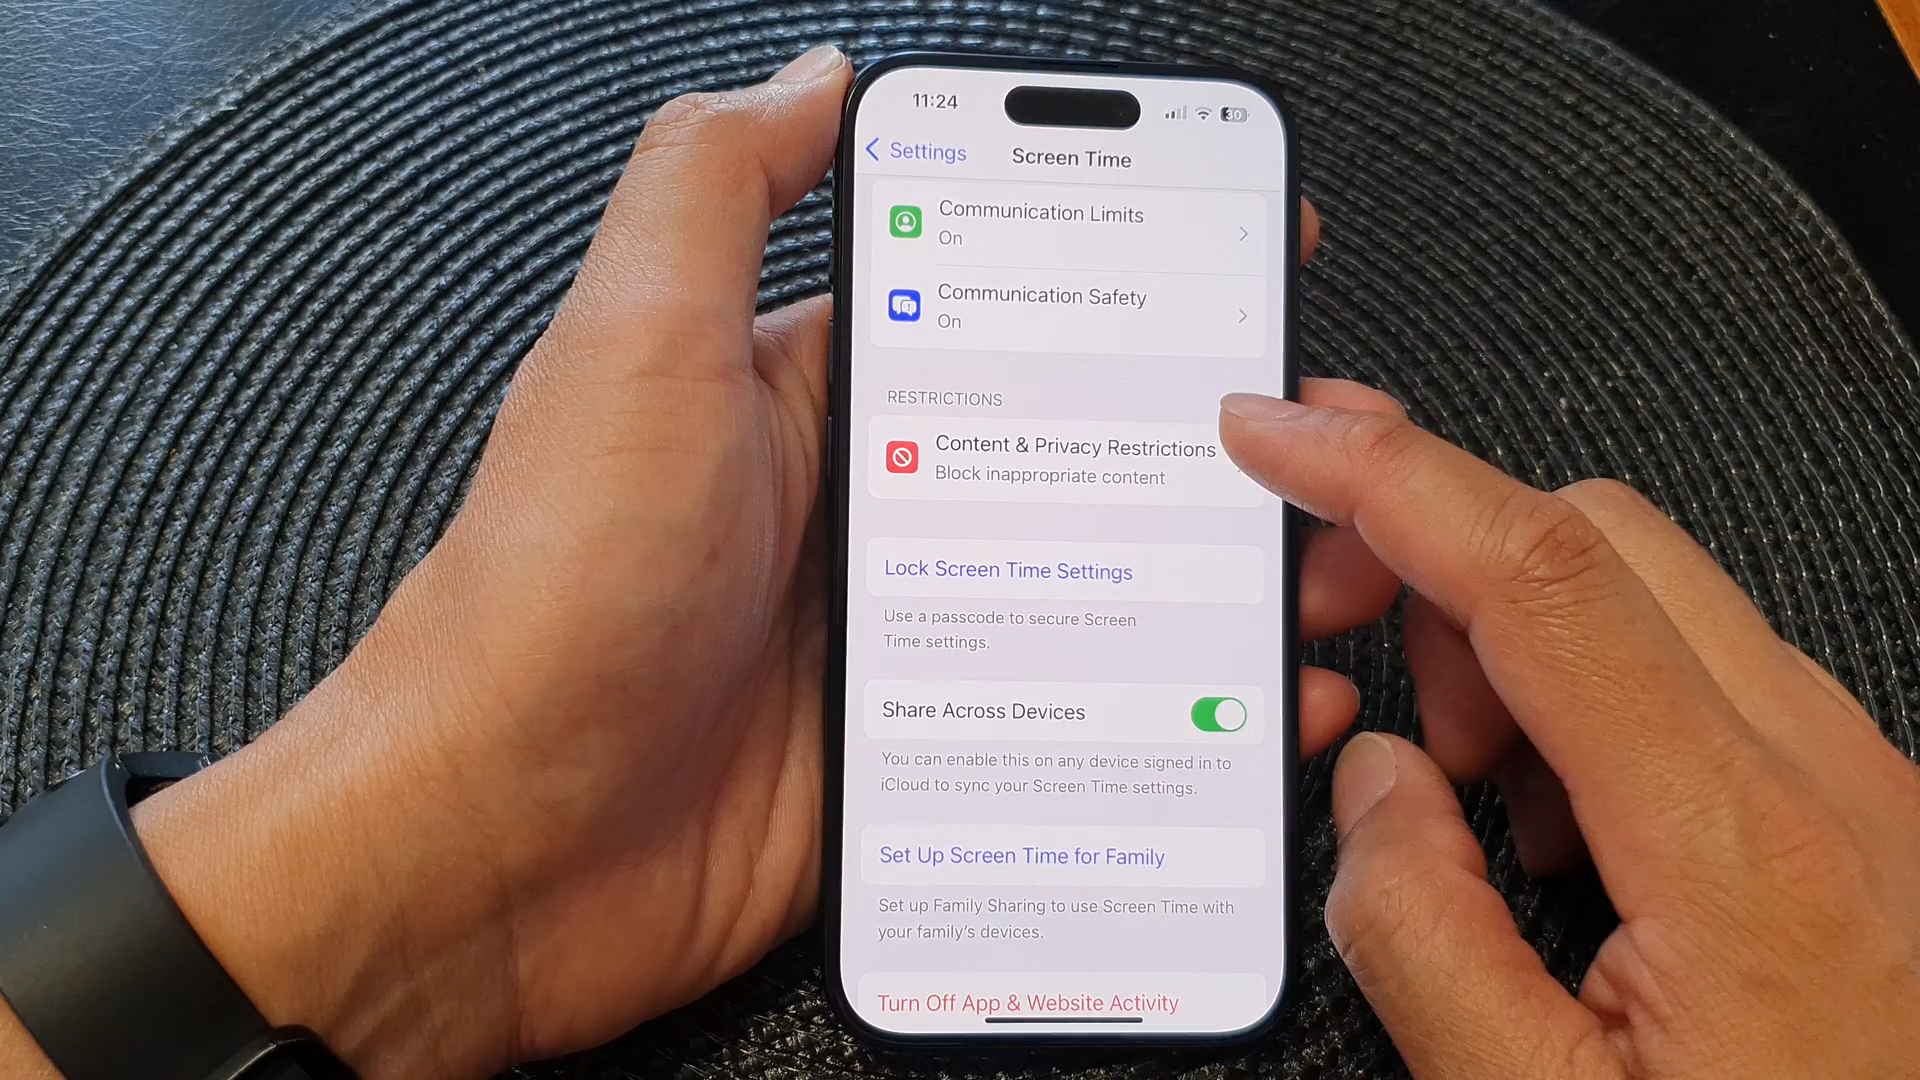 11:24
30
Settings
Screen Time
Communication Limits
On
Communication Safety
On
RESTRICTIONS
Content & Privacy Restrictions
Block inappropriate content
Lock Screen Time Settings
Use a passcode to secure Screen
Time settings.
Share Across Devices
You can enable this on any device signed in to
iCloud to sync your Screen Time settings.
Set Up Screen Time for Family
Set up Family Sharing to use Screen Time with
your family’s devices.
Turn Off App & Website Activity